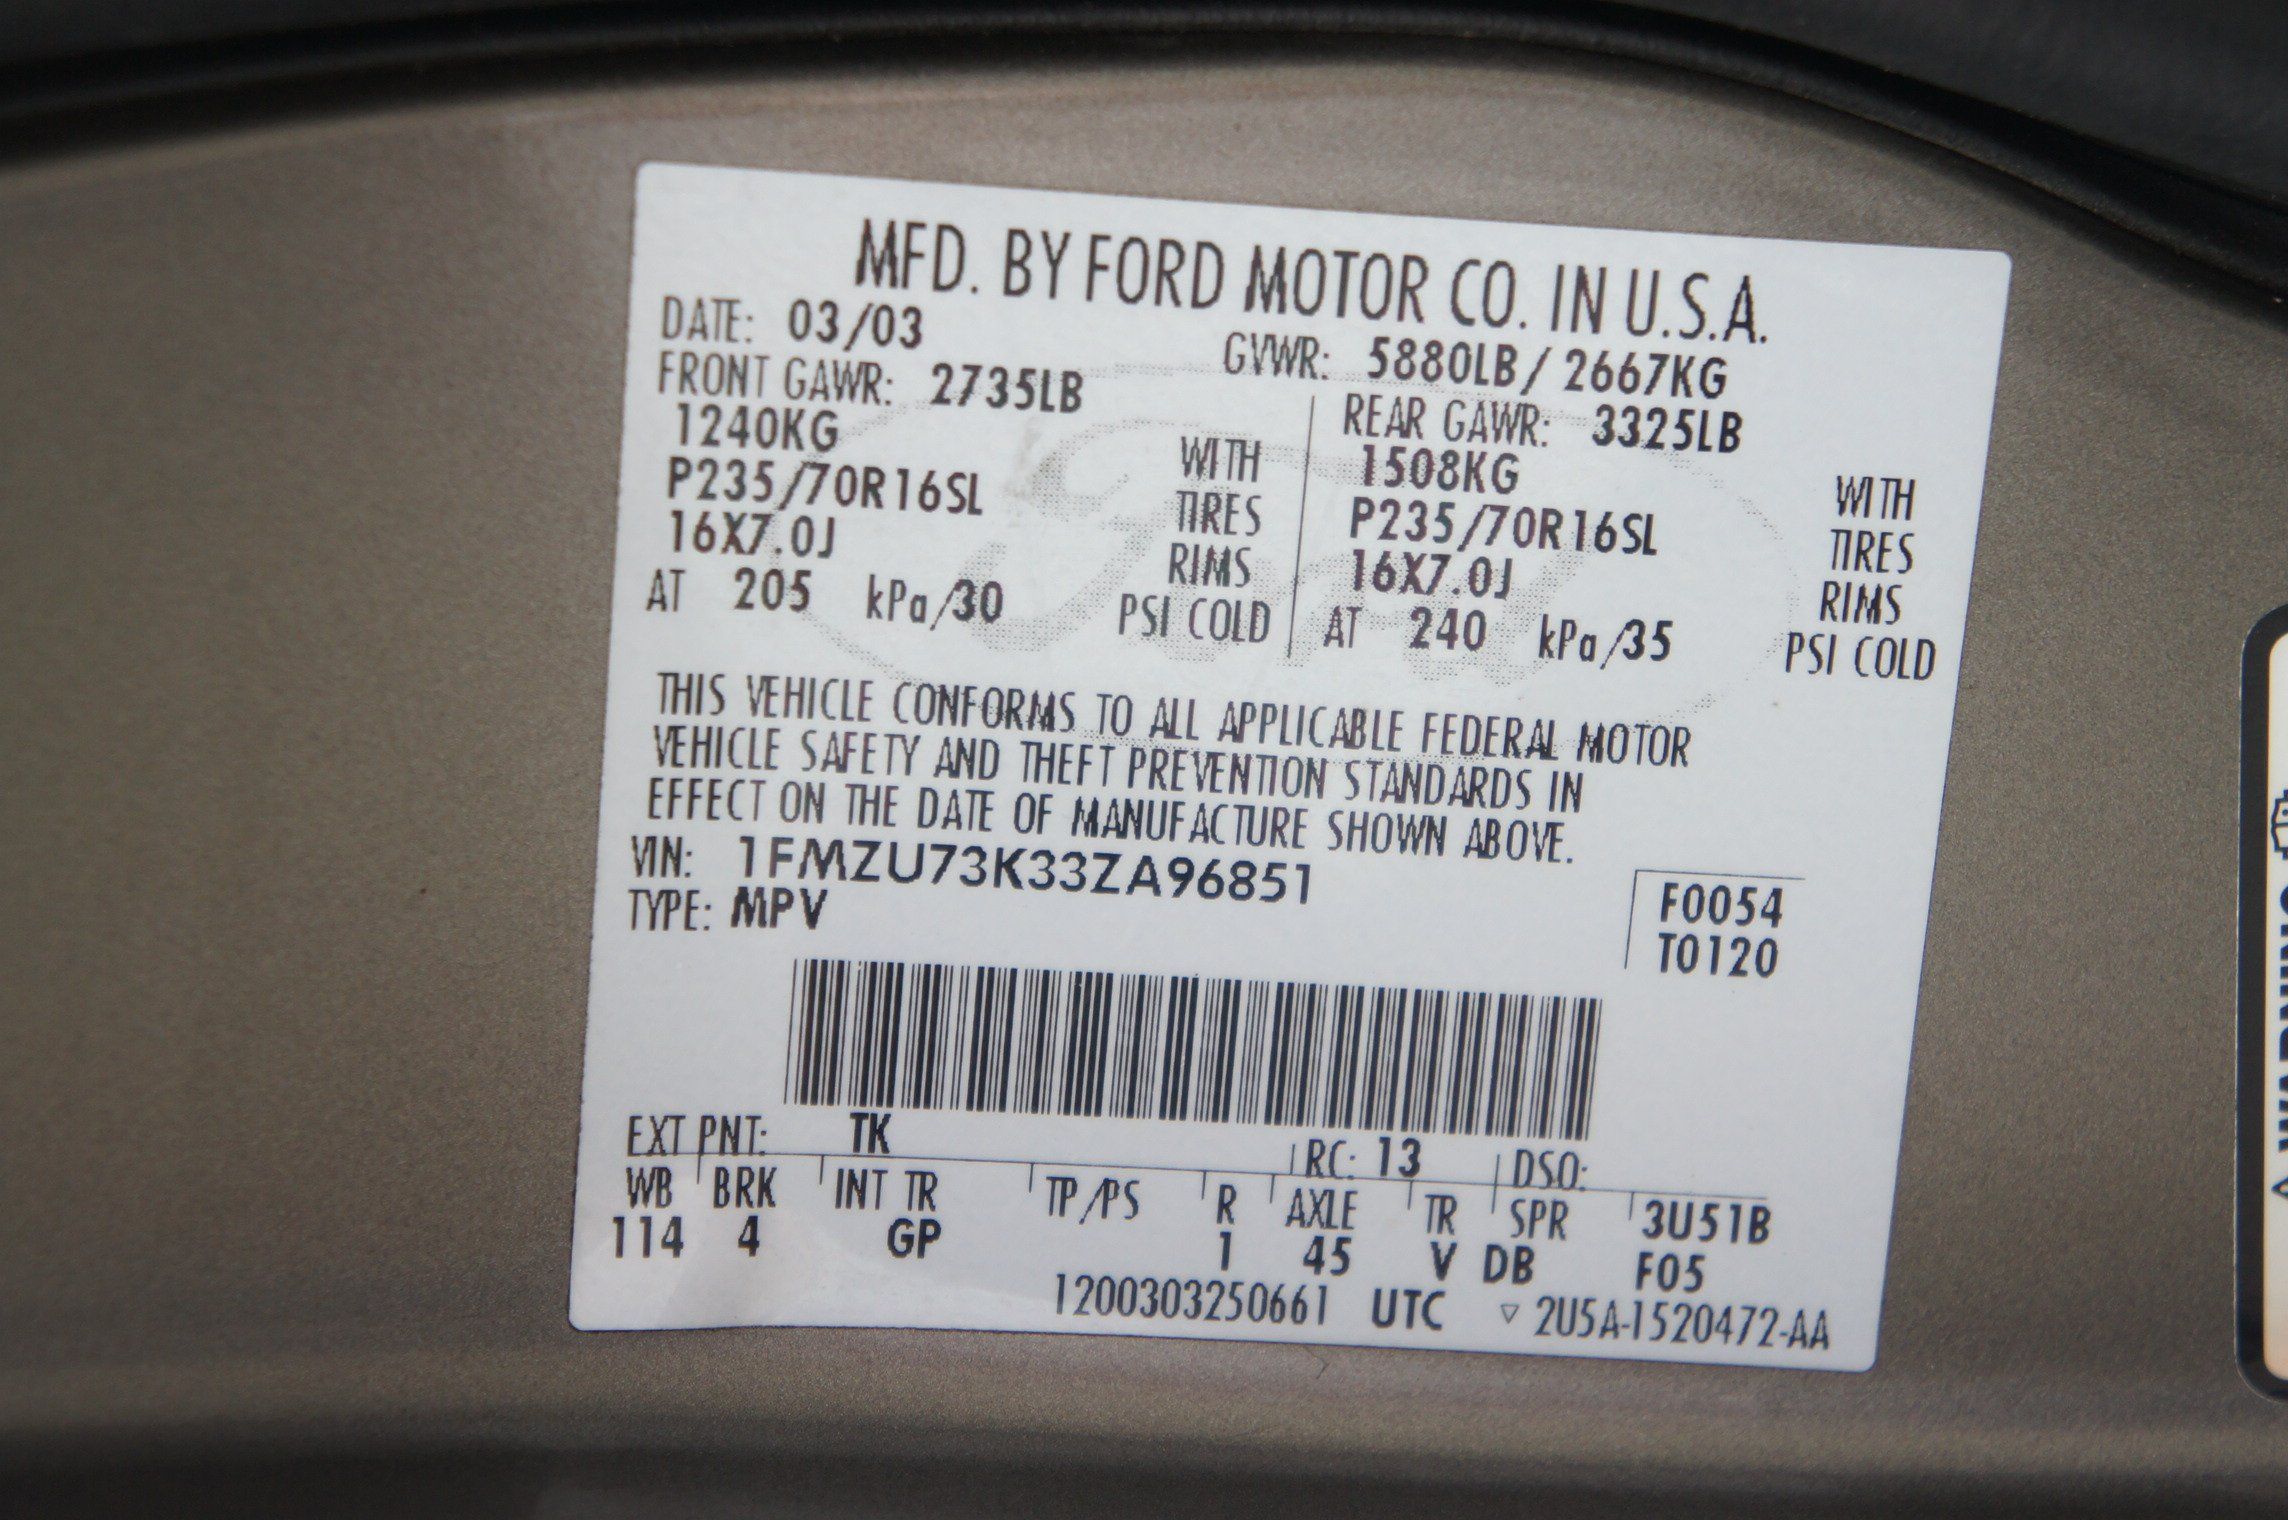 MFD. BY FORD MOTOR CO. IN U.S.A.
DATE: 03/03 GVWR: 5880LB / 2667KG
FRONT GAWR: 2735LB REAR GAWR: 3325LB
1240KG WITH 1508KG WITH
P235/70R16SL TIRES P235/70R16SL TIRES
16X7.0J RIMS 16X7.0J RIMS
AT 205 kPa/30 PSI COLD AT 240 kPa/35 PSI COLD
THIS VEHICLE CONFORMS TO ALL APPLICABLE FEDERAL MOTOR
VEHICLE SAFETY AND THEFT PREVENTION STANDARDS IN
EFFECT ON THE DATE OF MANUFACTURE SHOWN ABOVE.
VIN: 1FMZU73K33ZA96851
TYPE: MPV
F0054
T0120
EXT PNT: TK RC: 13 DSO:
WB BRK INT TR TP/PS R AXLE TR SPR 3U51B
114 4 GP 1 45 V DB F05
1200303250661 UTC ▽ 2U5A-1520472-AA
WARNING